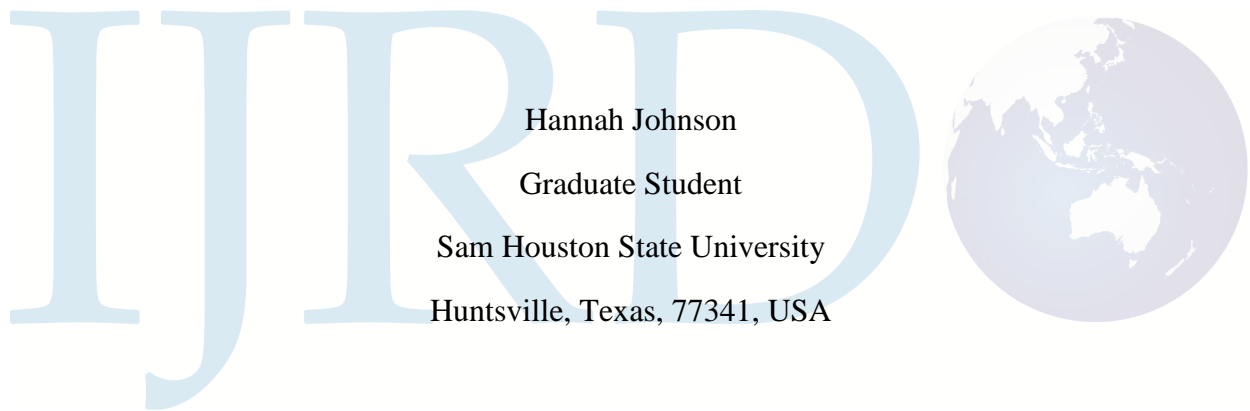 IJRD
Hannah Johnson
Graduate Student
Sam Houston State University
Huntsville, Texas, 77341, USA